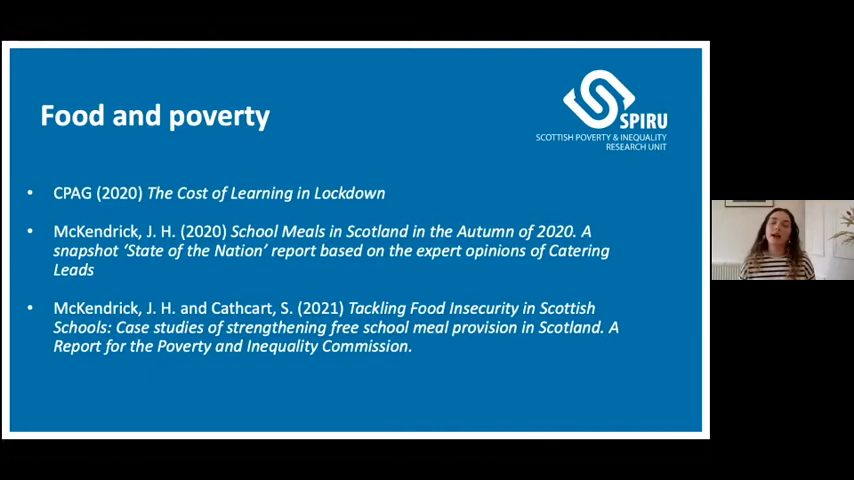 Food and poverty
SPIRU
SCOTTISH POVERTY & INEQUALITY
RESEARCH UNIT
• CPAG (2020) The Cost of Learning in Lockdown
• McKendrick, J. H. (2020) School Meals in Scotland in the Autumn of 2020. A
snapshot ‘State of the Nation’ report based on the expert opinions of Catering
Leads
• McKendrick, J. H. and Cathcart, S. (2021) Tackling Food Insecurity in Scottish
Schools: Case studies of strengthening free school meal provision in Scotland. A
Report for the Poverty and Inequality Commission.